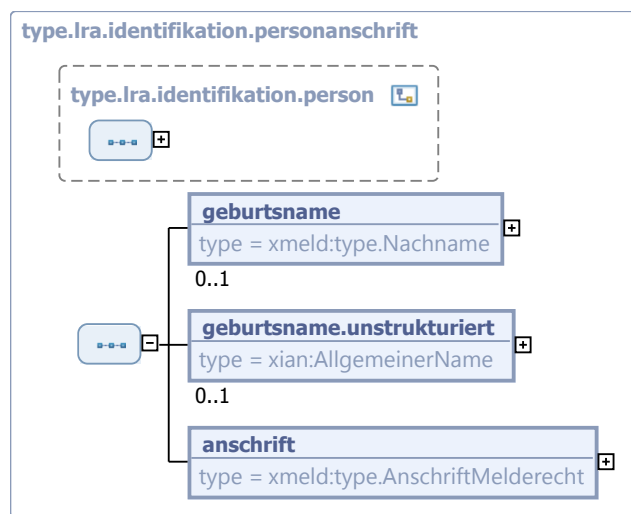 type.lra.identifikation.personanschrift
type.lra.identifikation.person
geburtsname
type = xmeld:type.Nachname
0..1
geburtsname.unstrukturiert
type = xian:AllgemeinerName
0..1
anschrift
type = xmeld:type.AnschriftMelderecht